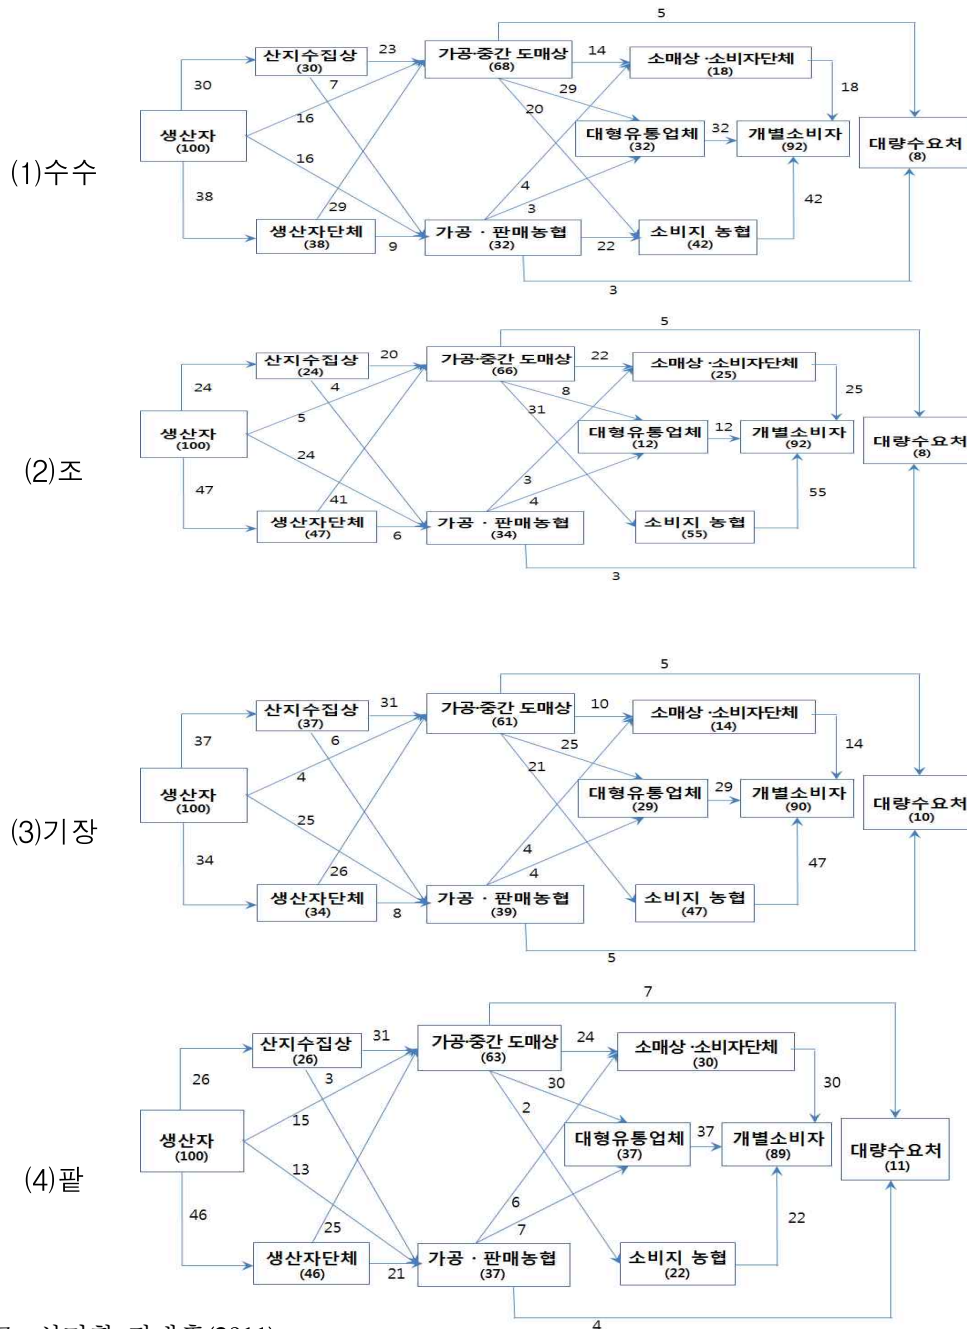 (1)수수
5
산지수집상
(30)
23
가공·중간 도매상
(68)
14
소매상 ·소비자단체
(18)
30
7
29
18
16
20
생산자
(100)
대형유통업체
(32)
32
개별소비자
(92)
대량수요처
(8)
16
4
38
29
3
42
생산자단체
(38)
9
가공 · 판매농협
(32)
22
소비지 농협
(42)
3
(2)조
5
산지수집상
(24)
20
가공·중간 도매상
(66)
22
소매상 ·소비자단체
(25)
24
4
8
25
5
31
생산자
(100)
대형유통업체
(12)
12
개별소비자
(92)
대량수요처
(8)
24
3
47
41
4
55
생산자단체
(47)
6
가공 · 판매농협
(34)
소비지 농협
(55)
3
(3)기장
5
산지수집상
(37)
31
가공·중간 도매상
(61)
10
소매상 ·소비자단체
(14)
37
6
25
14
4
21
생산자
(100)
대형유통업체
(29)
29
개별소비자
(90)
대량수요처
(10)
25
4
34
26
4
47
생산자단체
(34)
8
가공 · 판매농협
(39)
소비지 농협
(47)
5
(4)팥
7
산지수집상
(26)
31
가공·중간 도매상
(63)
24
소매상 ·소비자단체
(30)
26
3
30
30
15
2
생산자
(100)
대형유통업체
(37)
37
개별소비자
(89)
대량수요처
(11)
13
6
46
25
7
22
생산자단체
(46)
21
가공 · 판매농협
(37)
소비지 농협
(22)
4